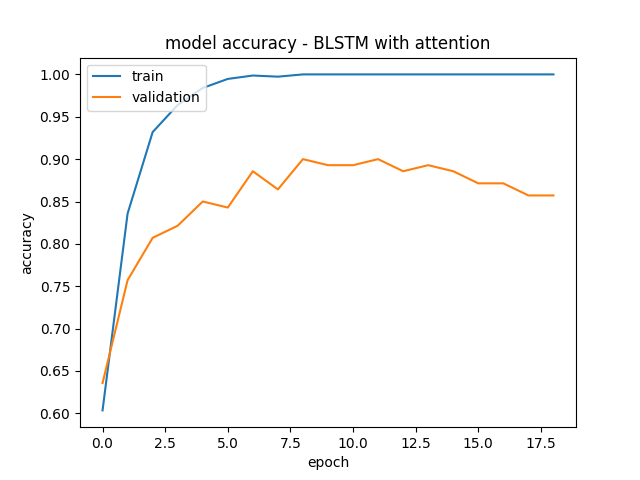 model accuracy - BLSTM with attention
train
validation
1.00
0.95
0.90
0.85
0.80
0.75
0.70
0.65
0.60
accuracy
0.0 2.5 5.0 7.5 10.0 12.5 15.0 17.5
epoch